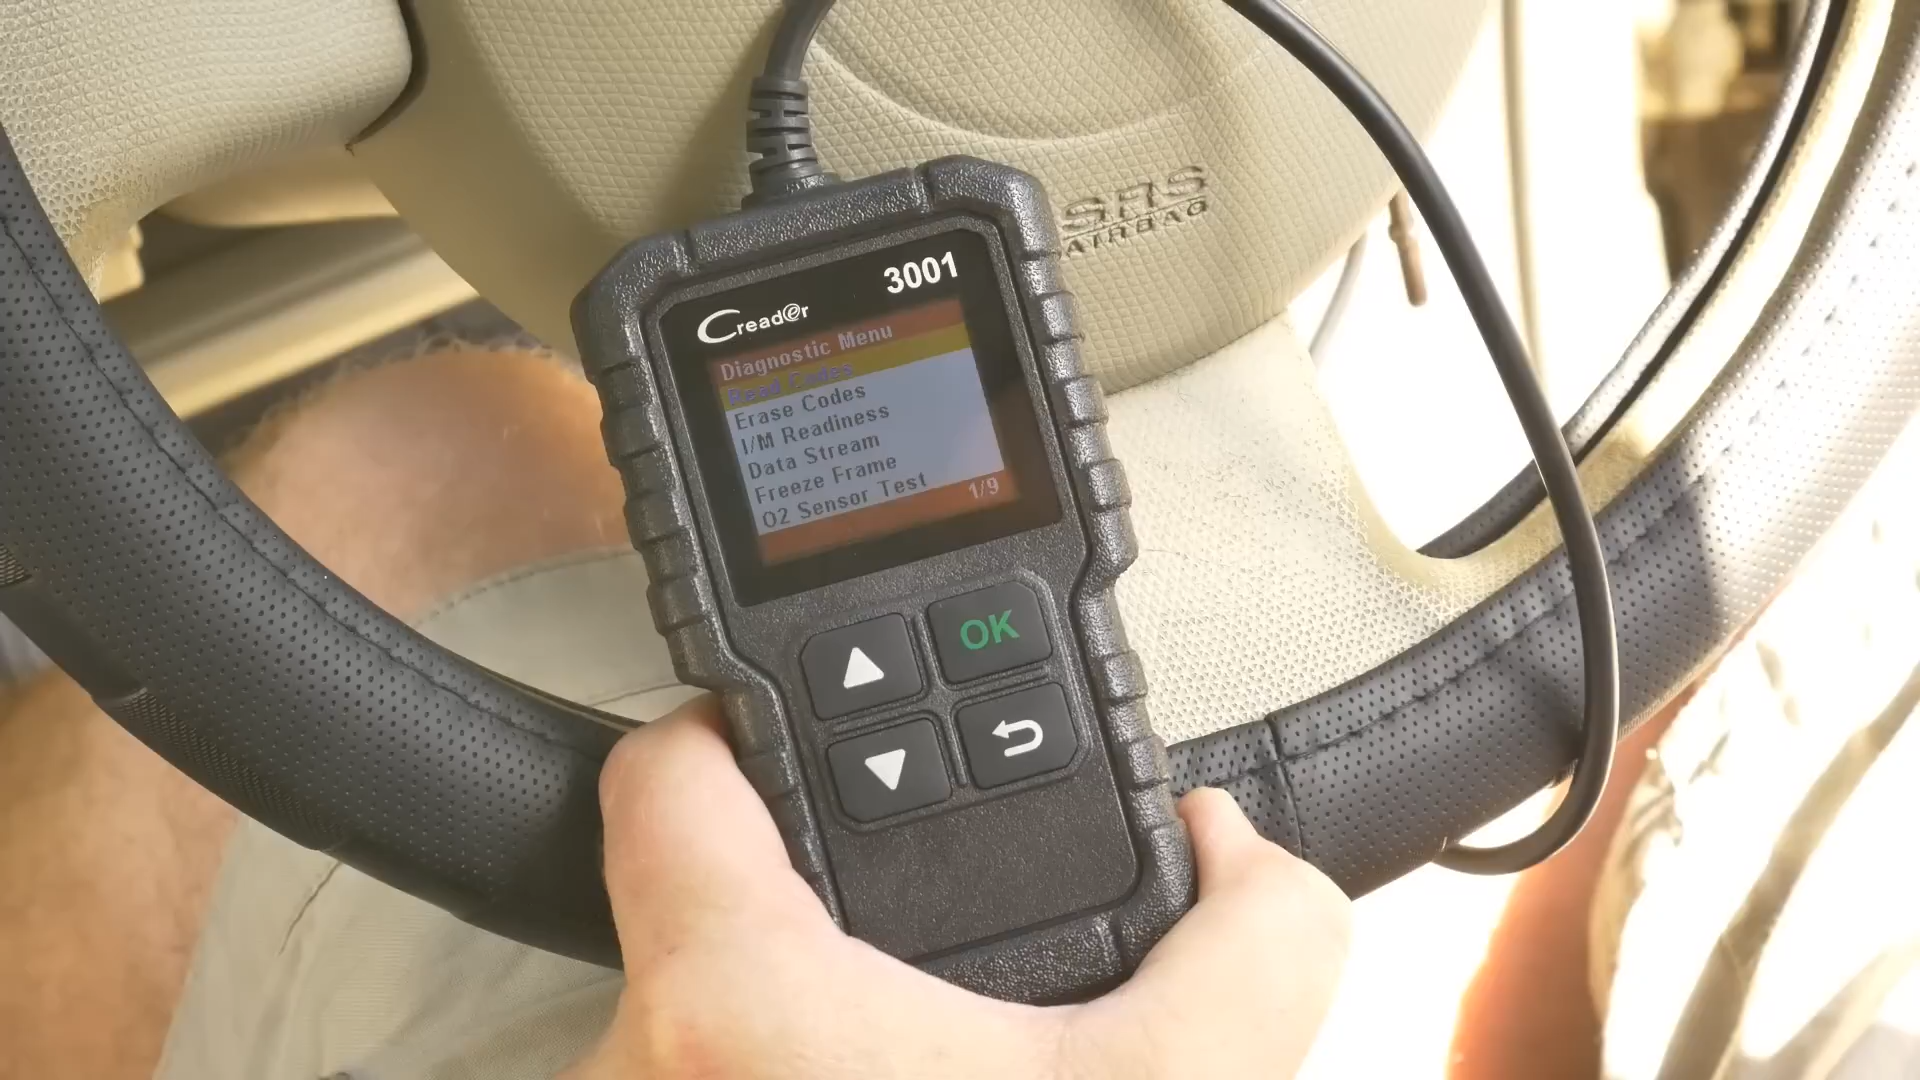 SRS
AIRBAG
3001
Creader
Diagnostic Menu
Read Codes
Erase Codes
I/M Readiness
Data Stream
Freeze Frame
O2 Sensor Test
1/9
OK